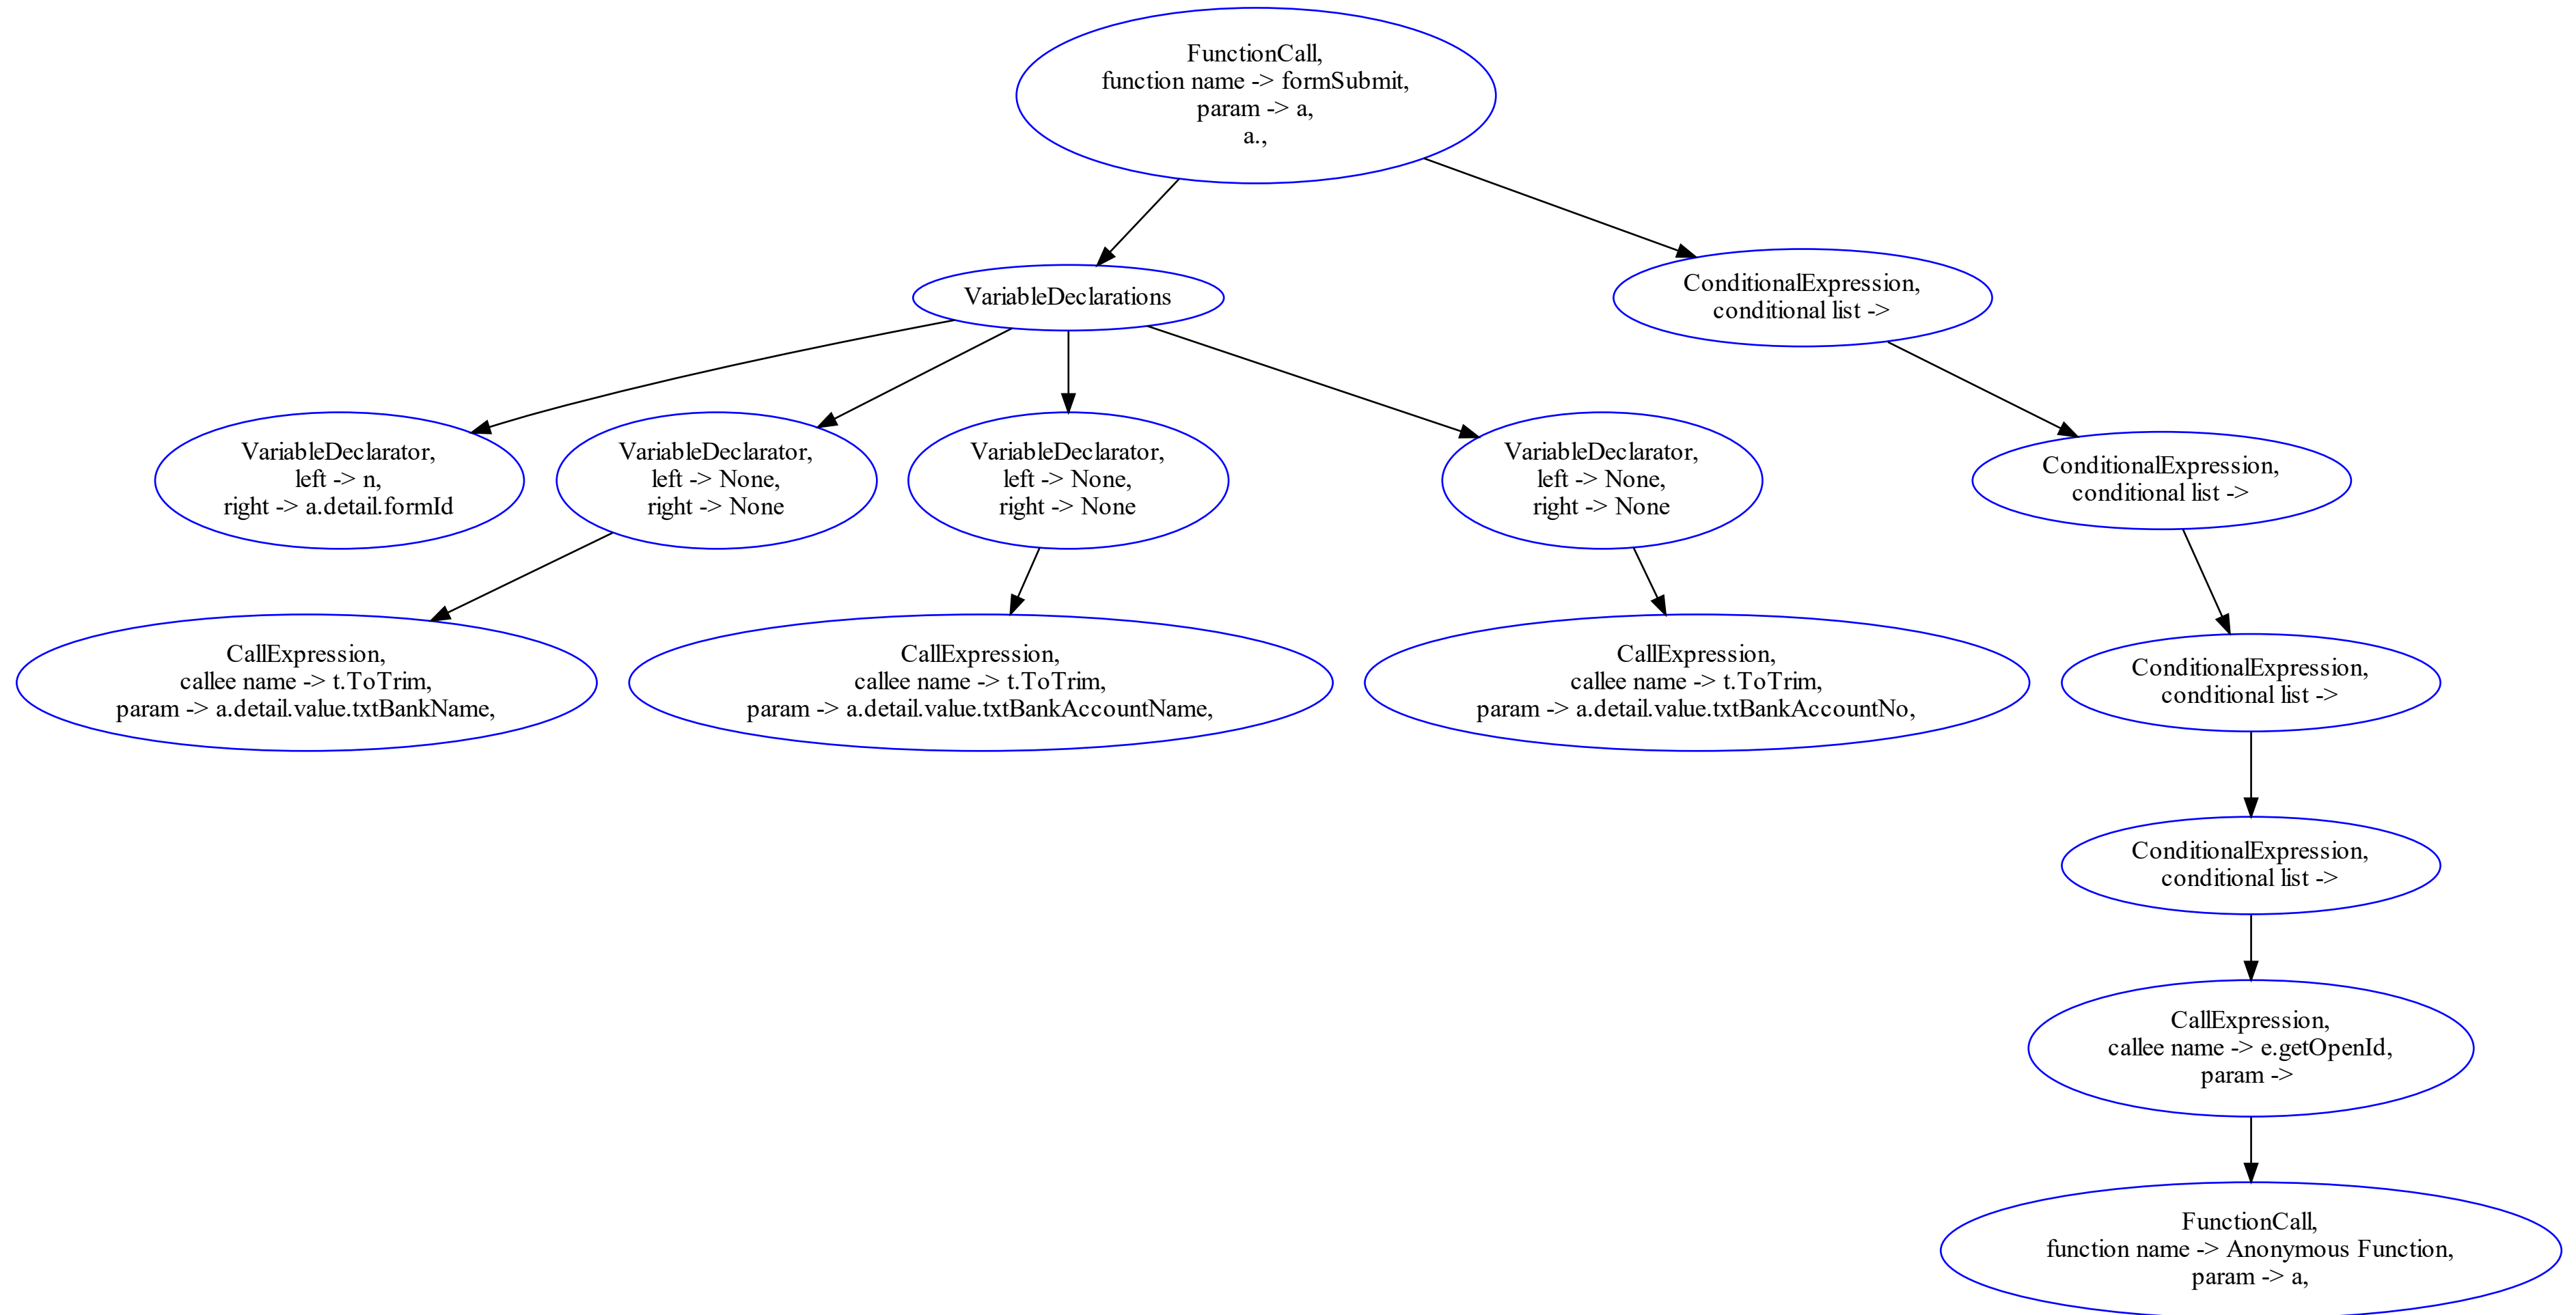 FunctionCall,
function name -> formSubmit,
param -> a,
a.,
VariableDeclarations
ConditionalExpression,
conditional list ->
VariableDeclarator,
left -> n,
right -> a.detail.formId
VariableDeclarator,
left -> None,
right -> None
VariableDeclarator,
left -> None,
right -> None
VariableDeclarator,
left -> None,
right -> None
ConditionalExpression,
conditional list ->
CallExpression,
callee name -> t.ToTrim,
param -> a.detail.value.txtBankName,
CallExpression,
callee name -> t.ToTrim,
param -> a.detail.value.txtBankAccountName,
CallExpression,
callee name -> t.ToTrim,
param -> a.detail.value.txtBankAccountNo,
ConditionalExpression,
conditional list ->
ConditionalExpression,
conditional list ->
CallExpression,
callee name -> e.getOpenId,
param ->
FunctionCall,
function name -> Anonymous Function,
param -> a,